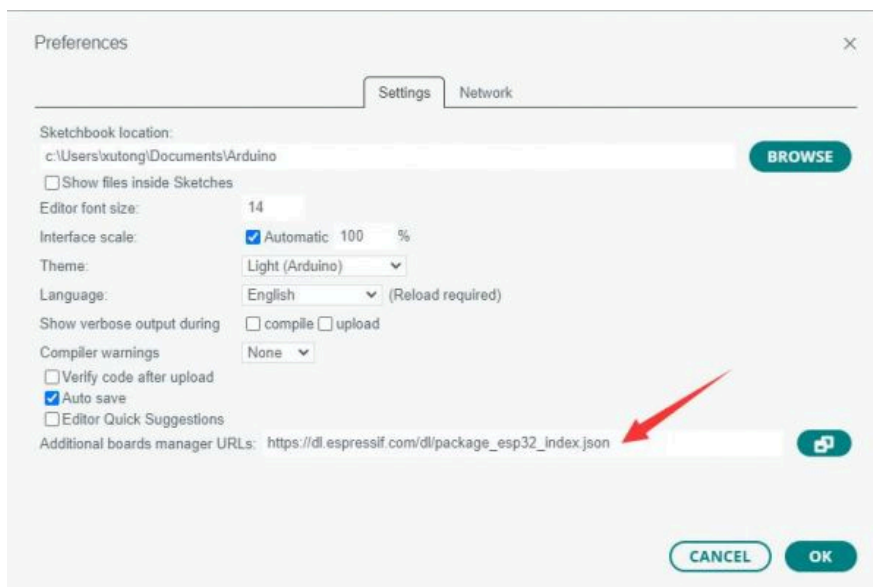 Preferences
Settings Network
Sketchbook location:
c:\Users\xutong\Documents\Arduino
BROWSE
Show files inside Sketches
Editor font size: 14
Interface scale: Automatic 100 %
Theme: Light (Arduino)
Language: English (Reload required)
Show verbose output during compile upload
Compiler warnings None
Verify code after upload
Auto save
Editor Quick Suggestions
Additional boards manager URLs: https://dl.espressif.com/dl/package_esp32_index.json
CANCEL OK